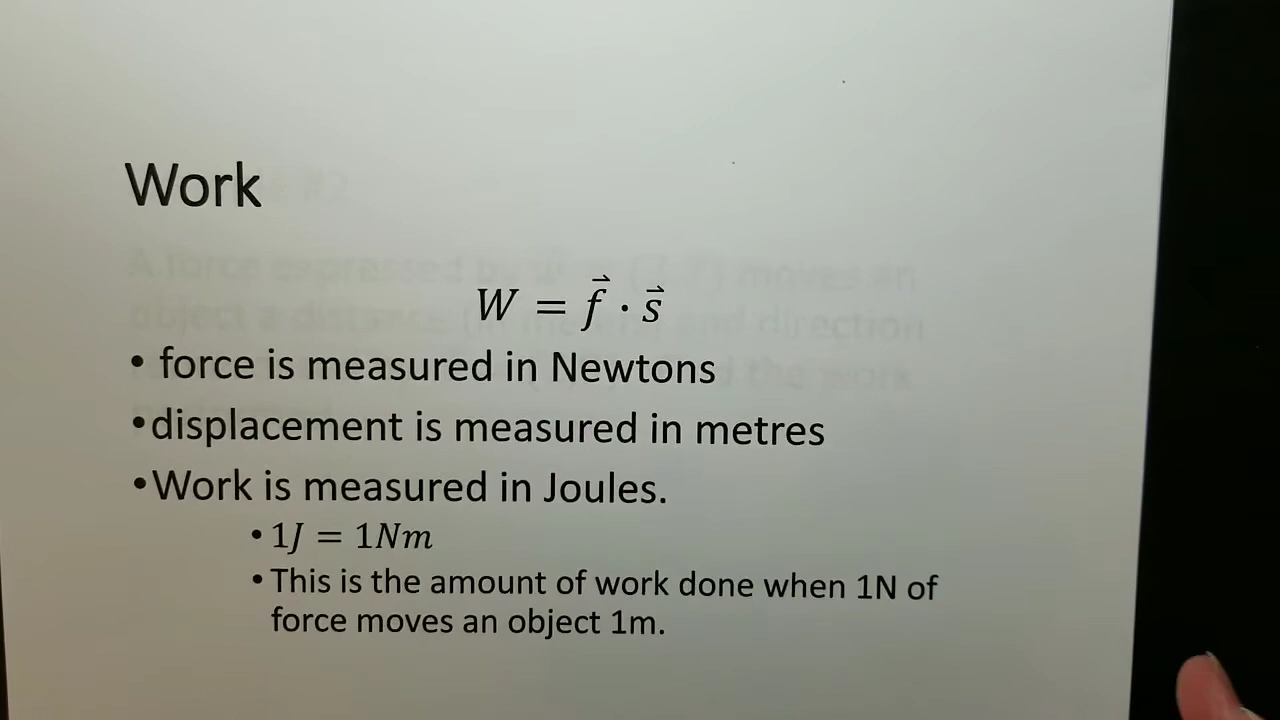 Work
W = f⃗ · s⃗
• force is measured in Newtons
•displacement is measured in metres
•Work is measured in Joules.
•1J = 1Nm
•This is the amount of work done when 1N of
force moves an object 1m.